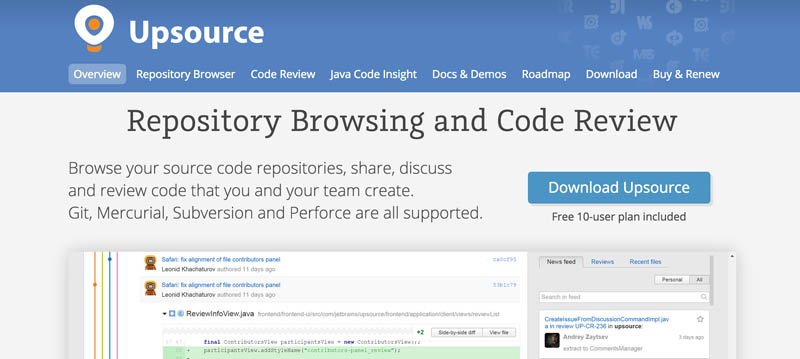 Upsource
Overview Repository Browser Code Review Java Code Insight Docs & Demos Roadmap Download Buy & Renew
Repository Browsing and Code Review
Browse your source code repositories, share, discuss
and review code that you and your team create.
Git, Mercurial, Subversion and Perforce are all supported.
Download Upsource
Free 10-user plan included
Safari: fix alignment of file contributors panel
Leonid Khachaturov authored 11 days ago
Safari: fix alignment of file contributors panel 53b1c79
Leonid Khachaturov authored 11 days ago
ReviewInfoView.java frontend/frontend-ui/src/com/jetbrains/upsource/frontend/application/client/views/reviewList
+2 Side-by-side diff View file
final ContributorsView participantsView = new ContributorsView();
participantsView.addStyleName("contributors-panel_review");
News feed Reviews Recent files
Personal All
Search in feed
CreateIssueFromDiscussionCommandImpl.jav
a in review UP-CR-236 in upsource:
Andrey Zaytsev 3 days ago
extract to CommentsManager